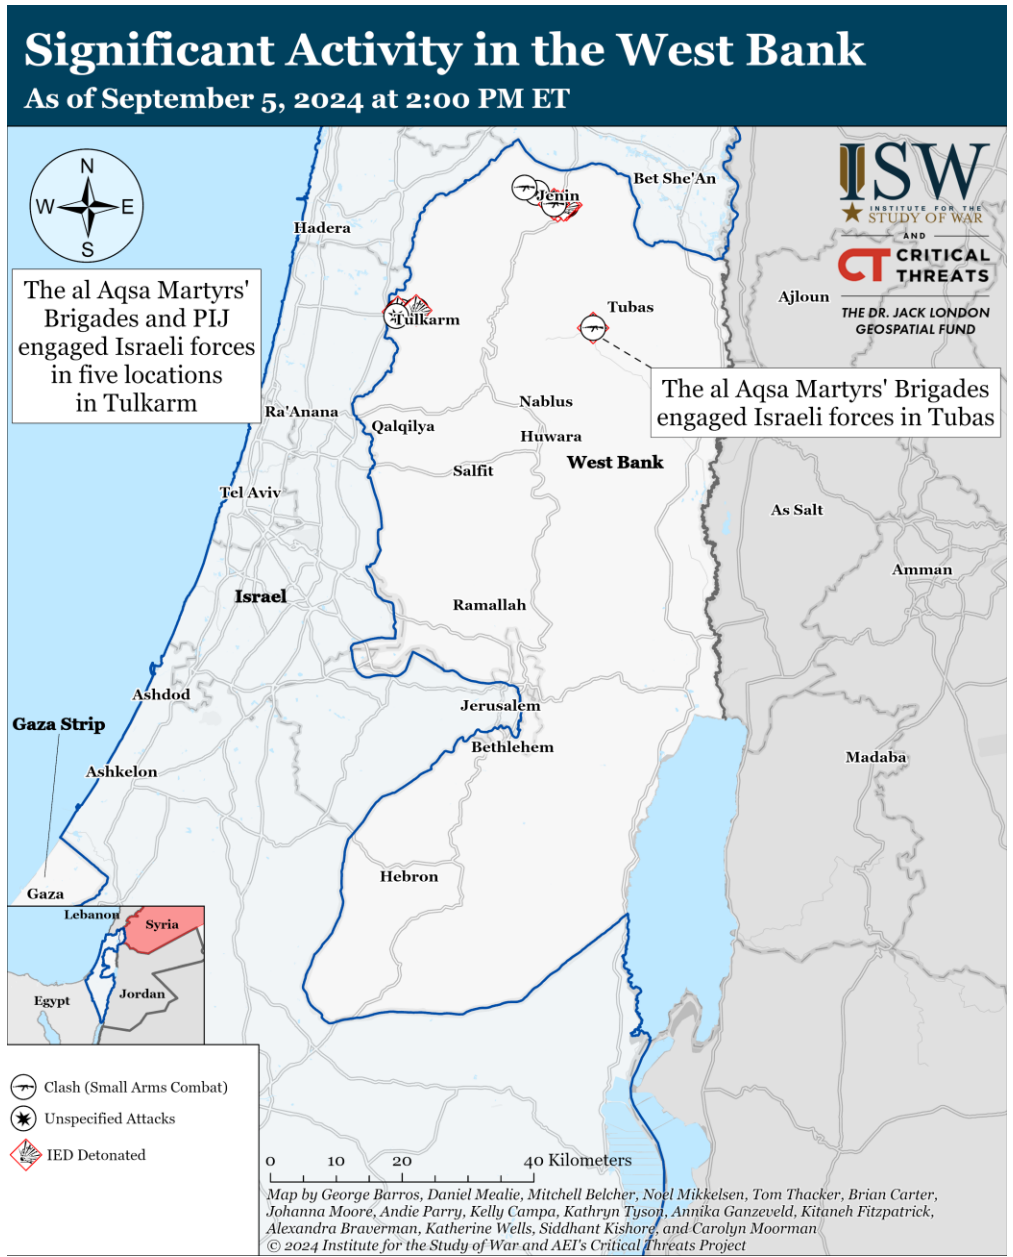 Significant Activity in the West Bank
As of September 5, 2024 at 2:00 PM ET
N
W
E
S
ISW
INSTITUTE FOR THE
STUDY OF WAR
AND
CT CRITICAL
THREATS
THE DR. JACK LONDON
GEOSPATIAL FUND
The al Aqsa Martyrs'
Brigades and PIJ
engaged Israeli forces
in five locations
in Tulkarm
The al Aqsa Martyrs' Brigades
engaged Israeli forces in Tubas
Bet She'An
Jenin
Hadera
Ajloun
Tubas
Tulkarm
Nablus
Ra'Anana
Qalqilya
Huwara
West Bank
Salfit
Tel Aviv
As Salt
Amman
Israel
Ramallah
Ashdod
Jerusalem
Gaza Strip
Bethlehem
Madaba
Ashkelon
Hebron
Gaza
Lebanon
Syria
Egypt
Jordan
Clash (Small Arms Combat)
Unspecified Attacks
IED Detonated
0 10 20 40 Kilometers
Map by George Barros, Daniel Mealie, Mitchell Belcher, Noel Mikkelsen, Tom Thacker, Brian Carter,
Johanna Moore, Andie Parry, Kelly Campa, Kathryn Tyson, Annika Ganzeveld, Kitaneh Fitzpatrick,
Alexandra Braverman, Katherine Wells, Siddhant Kishore, and Carolyn Moorman
© 2024 Institute for the Study of War and AEI's Critical Threats Project